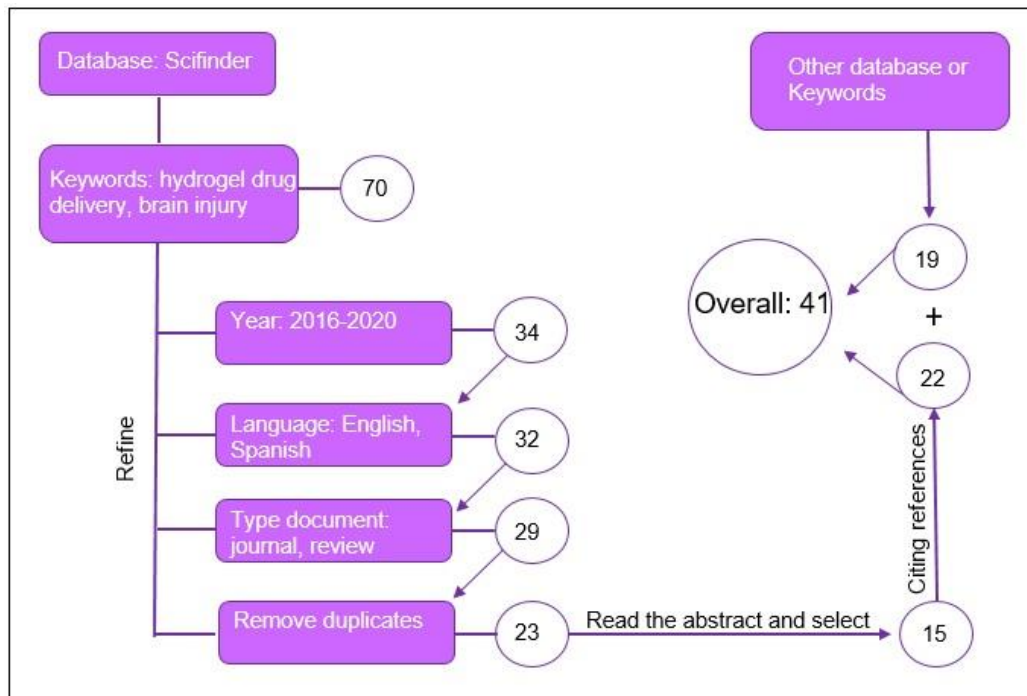 Database: Scifinder
Keywords: hydrogel drug
delivery, brain injury
70
Refine
Year: 2016-2020
34
Language: English,
Spanish
32
Type document:
journal, review
29
Remove duplicates
23
Read the abstract and select
15
Citing references
22
+
19
Other database or
Keywords
Overall: 41